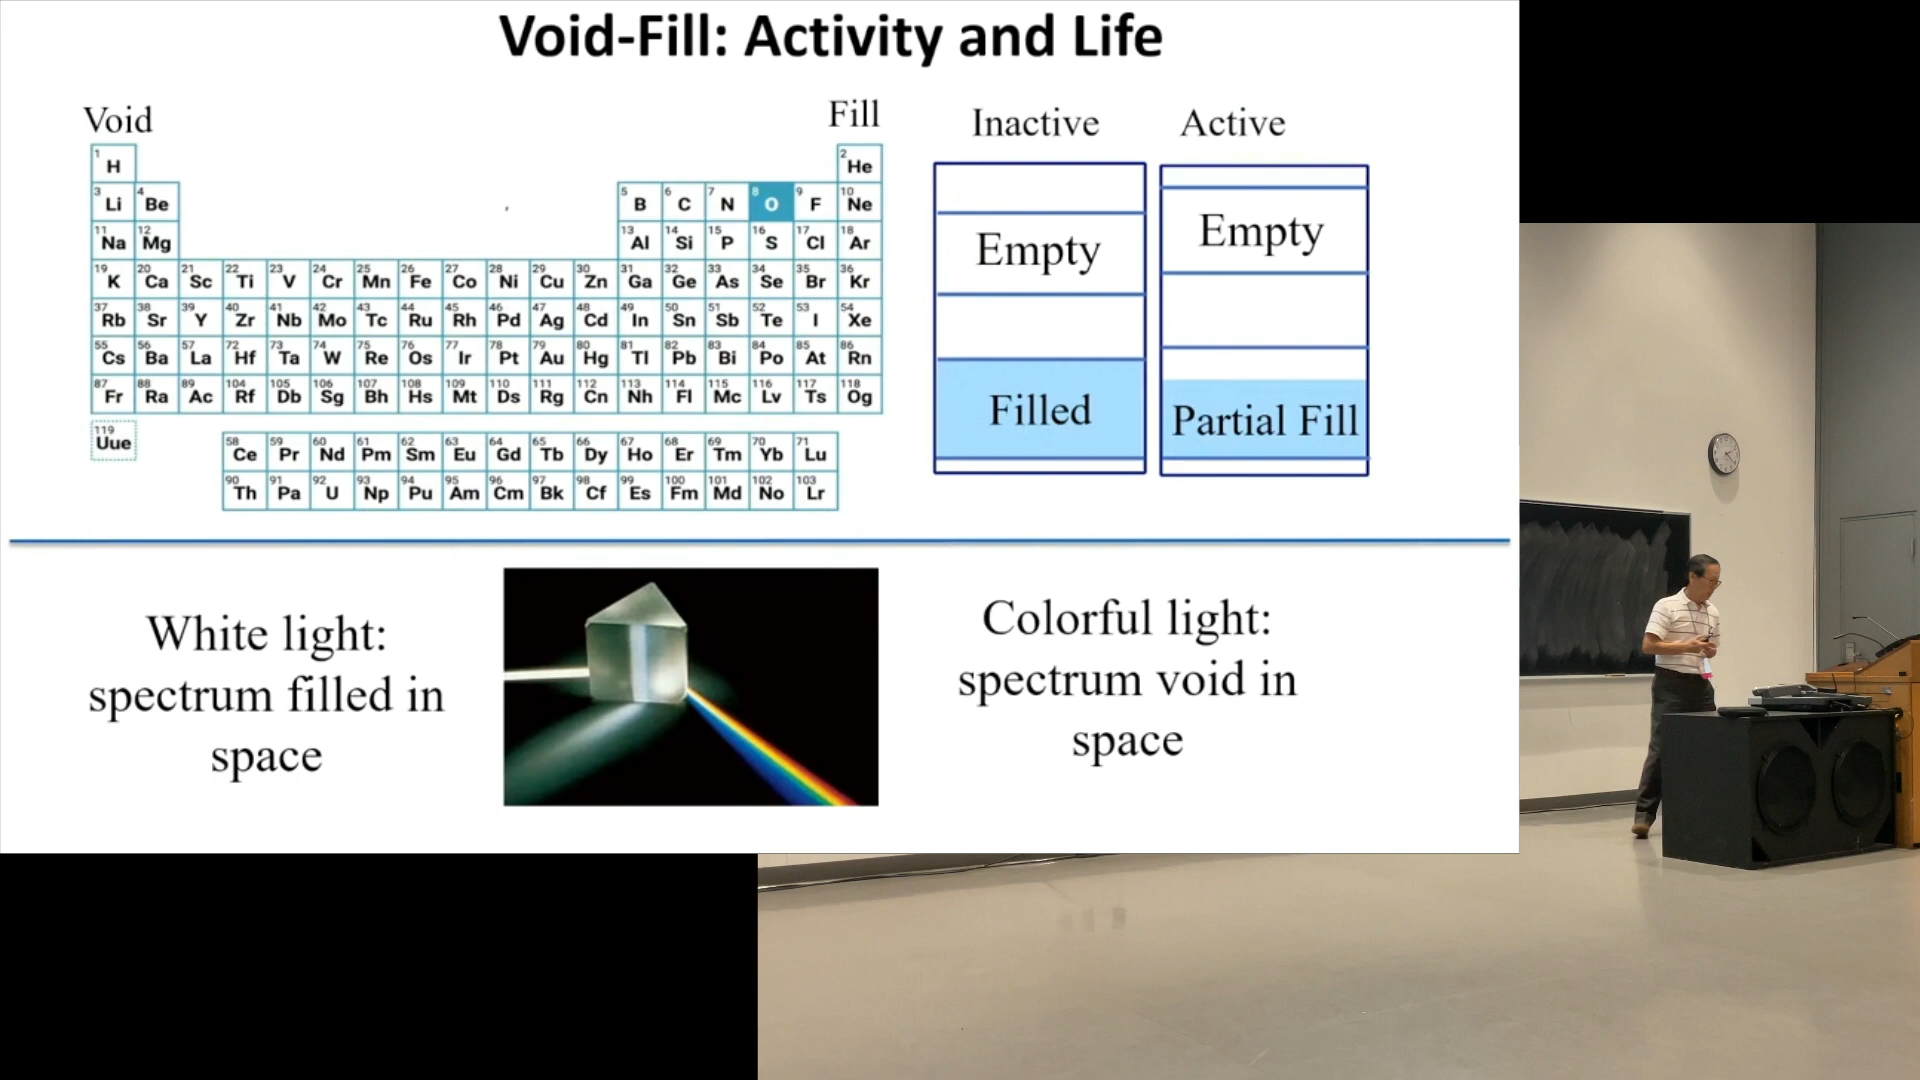 Void-Fill: Activity and Life
Void
Fill
Inactive
Active
1 H 2 He
3 Li 4 Be 5 B 6 C 7 N 8 O 9 F 10 Ne
11 Na 12 Mg 13 Al 14 Si 15 P 16 S 17 Cl 18 Ar
19 K 20 Ca 21 Sc 22 Ti 23 V 24 Cr 25 Mn 26 Fe 27 Co 28 Ni 29 Cu 30 Zn 31 Ga 32 Ge 33 As 34 Se 35 Br 36 Kr
37 Rb 38 Sr 39 Y 40 Zr 41 Nb 42 Mo 43 Tc 44 Ru 45 Rh 46 Pd 47 Ag 48 Cd 49 In 50 Sn 51 Sb 52 Te 53 I 54 Xe
55 Cs 56 Ba 57 La 72 Hf 73 Ta 74 W 75 Re 76 Os 77 Ir 78 Pt 79 Au 80 Hg 81 Tl 82 Pb 83 Bi 84 Po 85 At 86 Rn
87 Fr 88 Ra 89 Ac 104 Rf 105 Db 106 Sg 107 Bh 108 Hs 109 Mt 110 Ds 111 Rg 112 Cn 113 Nh 114 Fl 115 Mc 116 Lv 117 Ts 118 Og
119 Uue
58 Ce 59 Pr 60 Nd 61 Pm 62 Sm 63 Eu 64 Gd 65 Tb 66 Dy 67 Ho 68 Er 69 Tm 70 Yb 71 Lu
90 Th 91 Pa 92 U 93 Np 94 Pu 95 Am 96 Cm 97 Bk 98 Cf 99 Es 100 Fm 101 Md 102 No 103 Lr
Empty
Filled
Empty
Partial Fill
White light:
spectrum filled in
space
Colorful light:
spectrum void in
space